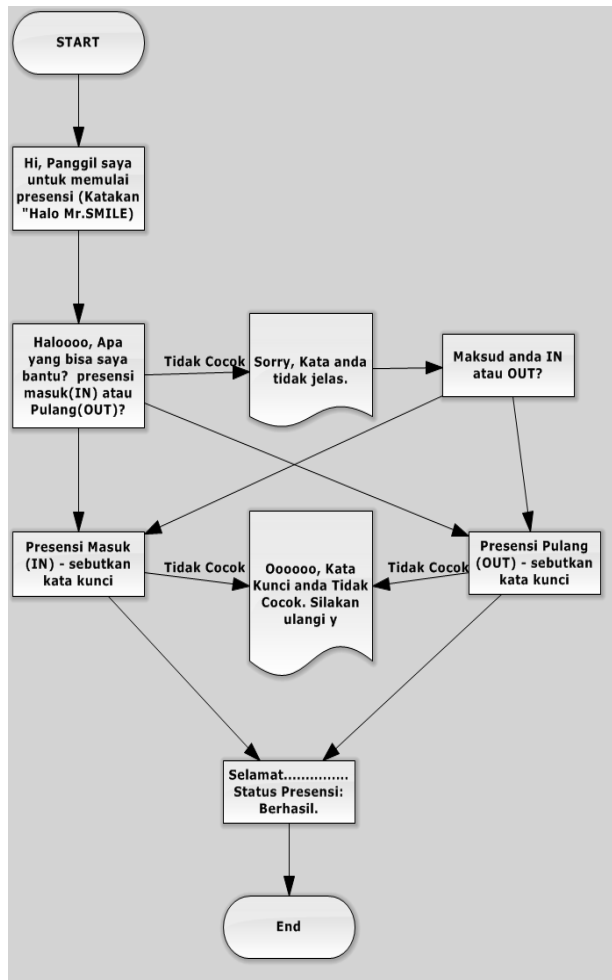 START
Hi, Panggil saya
untuk memulai
presensi (Katakan
"Halo Mr.SMILE)
Haloooo, Apa
yang bisa saya
bantu? presensi
masuk(IN) atau
Pulang(OUT)?
Tidak Cocok
Sorry, Kata anda
tidak jelas.
Maksud anda IN
atau OUT?
Presensi Masuk
(IN) - sebutkan
kata kunci
Tidak Cocok
Oooooo, Kata
Kunci anda Tidak
Cocok. Silakan
ulangi y
Tidak Cocok
Presensi Pulang
(OUT) - sebutkan
kata kunci
Selamat...............
Status Presensi:
Berhasil.
End